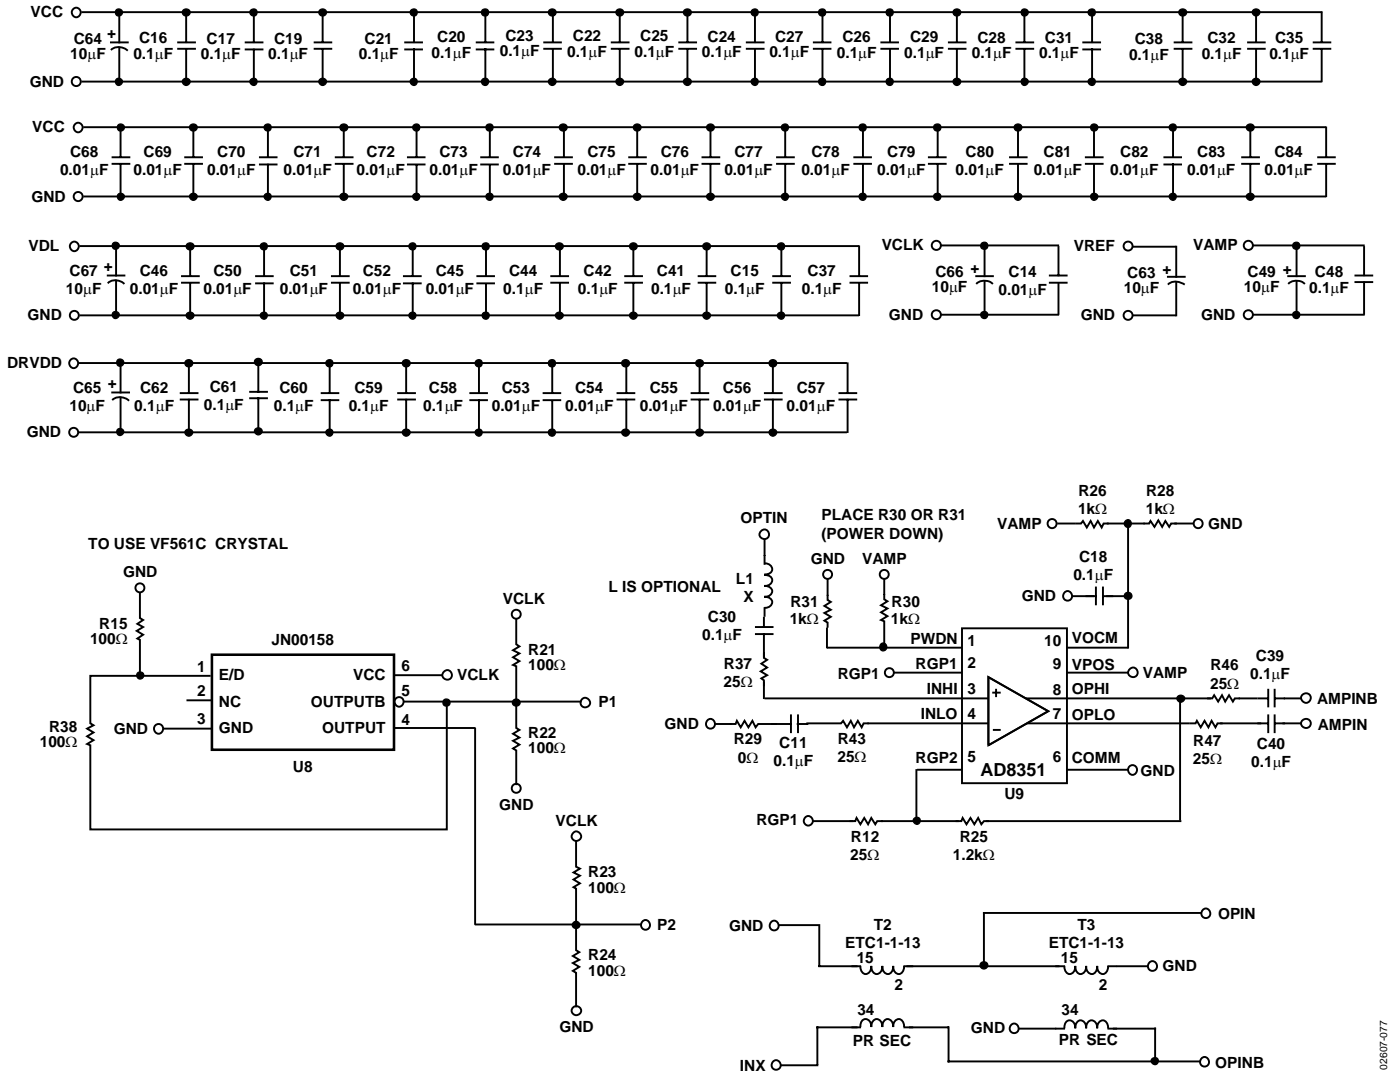 VCC
C64 C16 C17 C19 C21 C20 C23 C22 C25 C24 C27 C26 C29 C28 C31 C38 C32 C35
+
10μF 0.1μF 0.1μF 0.1μF 0.1μF 0.1μF 0.1μF 0.1μF 0.1μF 0.1μF 0.1μF 0.1μF 0.1μF 0.1μF 0.1μF 0.1μF 0.1μF 0.1μF
GND
VCC
C68 C69 C70 C71 C72 C73 C74 C75 C76 C77 C78 C79 C80 C81 C82 C83 C84
0.01μF 0.01μF 0.01μF 0.01μF 0.01μF 0.01μF 0.01μF 0.01μF 0.01μF 0.01μF 0.01μF 0.01μF 0.01μF 0.01μF 0.01μF 0.01μF 0.01μF
GND
VDL
C67 + C46 C50 C51 C52 C45 C44 C42 C41 C15 C37
10μF 0.01μF 0.01μF 0.01μF 0.01μF 0.01μF 0.1μF 0.1μF 0.1μF 0.1μF 0.1μF
GND
VCLK
C66 + C14
10μF 0.01μF
GND
VREF
C63 +
10μF
GND
VAMP
C49 + C48
10μF 0.1μF
GND
DRVDD
C65 + C62 C61 C60 C59 C58 C53 C54 C55 C56 C57
10μF 0.1μF 0.1μF 0.1μF 0.1μF 0.1μF 0.01μF 0.01μF 0.01μF 0.01μF 0.01μF
GND
TO USE VF561C CRYSTAL
GND
R15
100Ω
JN00158
1 E/D
2 NC
3 GND
GND
VCC 6 VCLK
OUTPUTB 5
OUTPUT 4
U8
R38
100Ω
VCLK
R21
100Ω
P1
R22
100Ω
GND
VCLK
R23
100Ω
P2
R24
100Ω
GND
OPTIN
L IS OPTIONAL
L1
X
C30
0.1μF
R37
25Ω
PLACE R30 OR R31
(POWER DOWN)
GND VAMP
R31
1kΩ
R30
1kΩ
R26
1kΩ
R28
1kΩ
VAMP
GND
C18
0.1μF
GND
PWDN 1
RGP1 RGP1 2
INHI 3
INLO 4
RGP2 5
+
−
10 VOCM
9 VPOS VAMP
8 OPHI
7 OPLO
6 COMM GND
AD8351
U9
GND
R29
0Ω
C11
0.1μF
R43
25Ω
R46
25Ω
C39
0.1μF
AMPINB
R47
25Ω
C40
0.1μF
AMPIN
RGP1
R12
25Ω
R25
1.2kΩ
GND
T2
ETC1-1-13
15
2
T3
ETC1-1-13
15
2
OPIN
GND
INX
34
PR SEC
GND
34
PR SEC
OPINB
02607-077